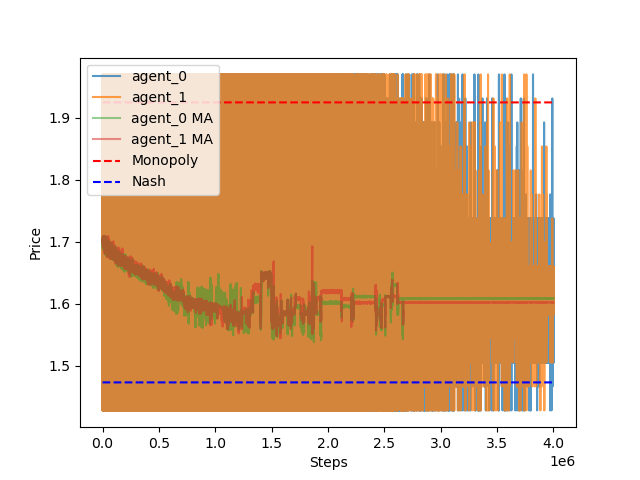 agent_0
agent_1
agent_0 MA
agent_1 MA
Monopoly
Nash
Price
1.9
1.8
1.7
1.6
1.5
0.0 0.5 1.0 1.5 2.0 2.5 3.0 3.5 4.0
Steps 1e6